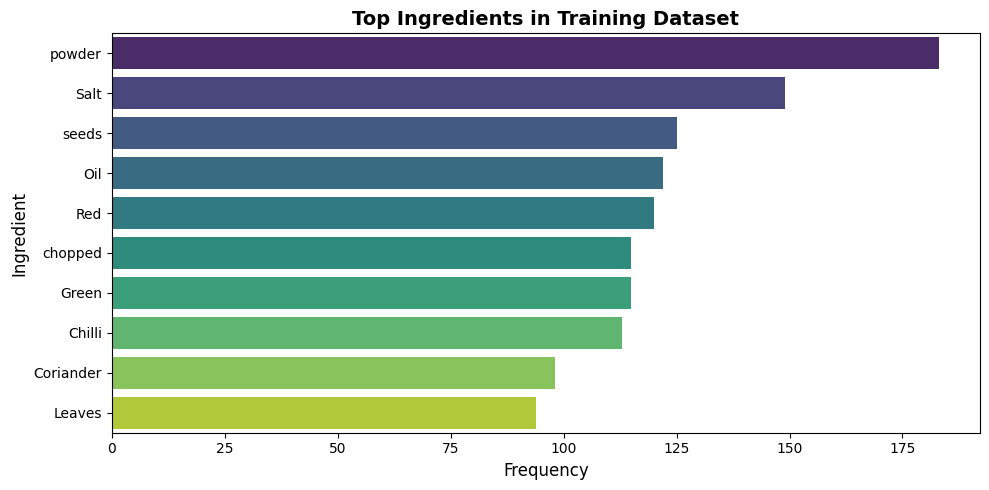 Top Ingredients in Training Dataset
Ingredient
powder
Salt
seeds
Oil
Red
chopped
Green
Chilli
Coriander
Leaves
0 25 50 75 100 125 150 175
Frequency